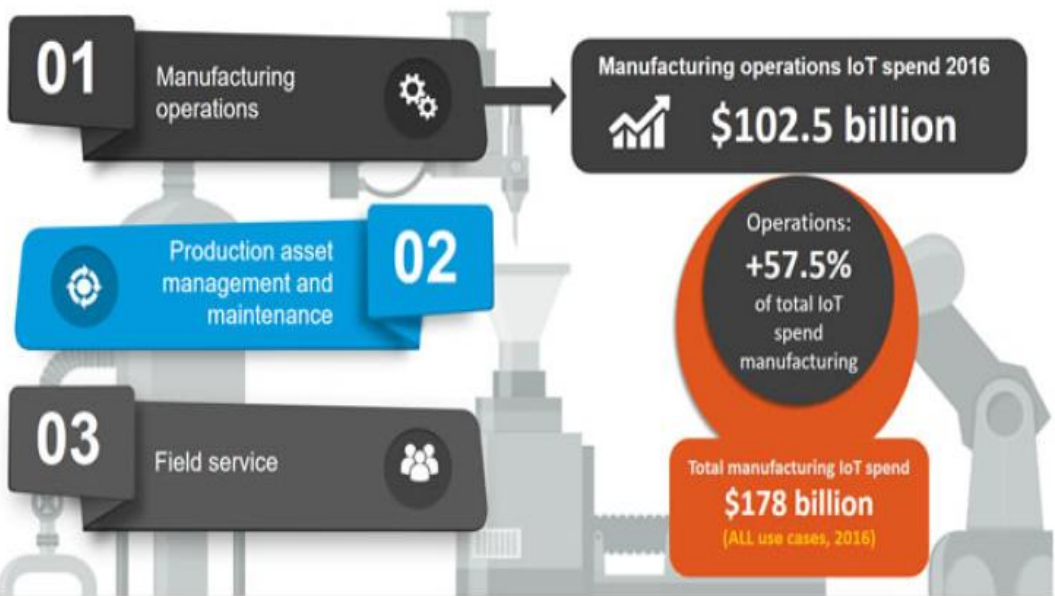 01
Manufacturing
operations
Manufacturing operations IoT spend 2016
$102.5 billion
Production asset
management and
maintenance
02
Operations:
+57.5%
of total IoT
spend
manufacturing
03
Field service
Total manufacturing IoT spend
$178 billion
(ALL use cases, 2016)